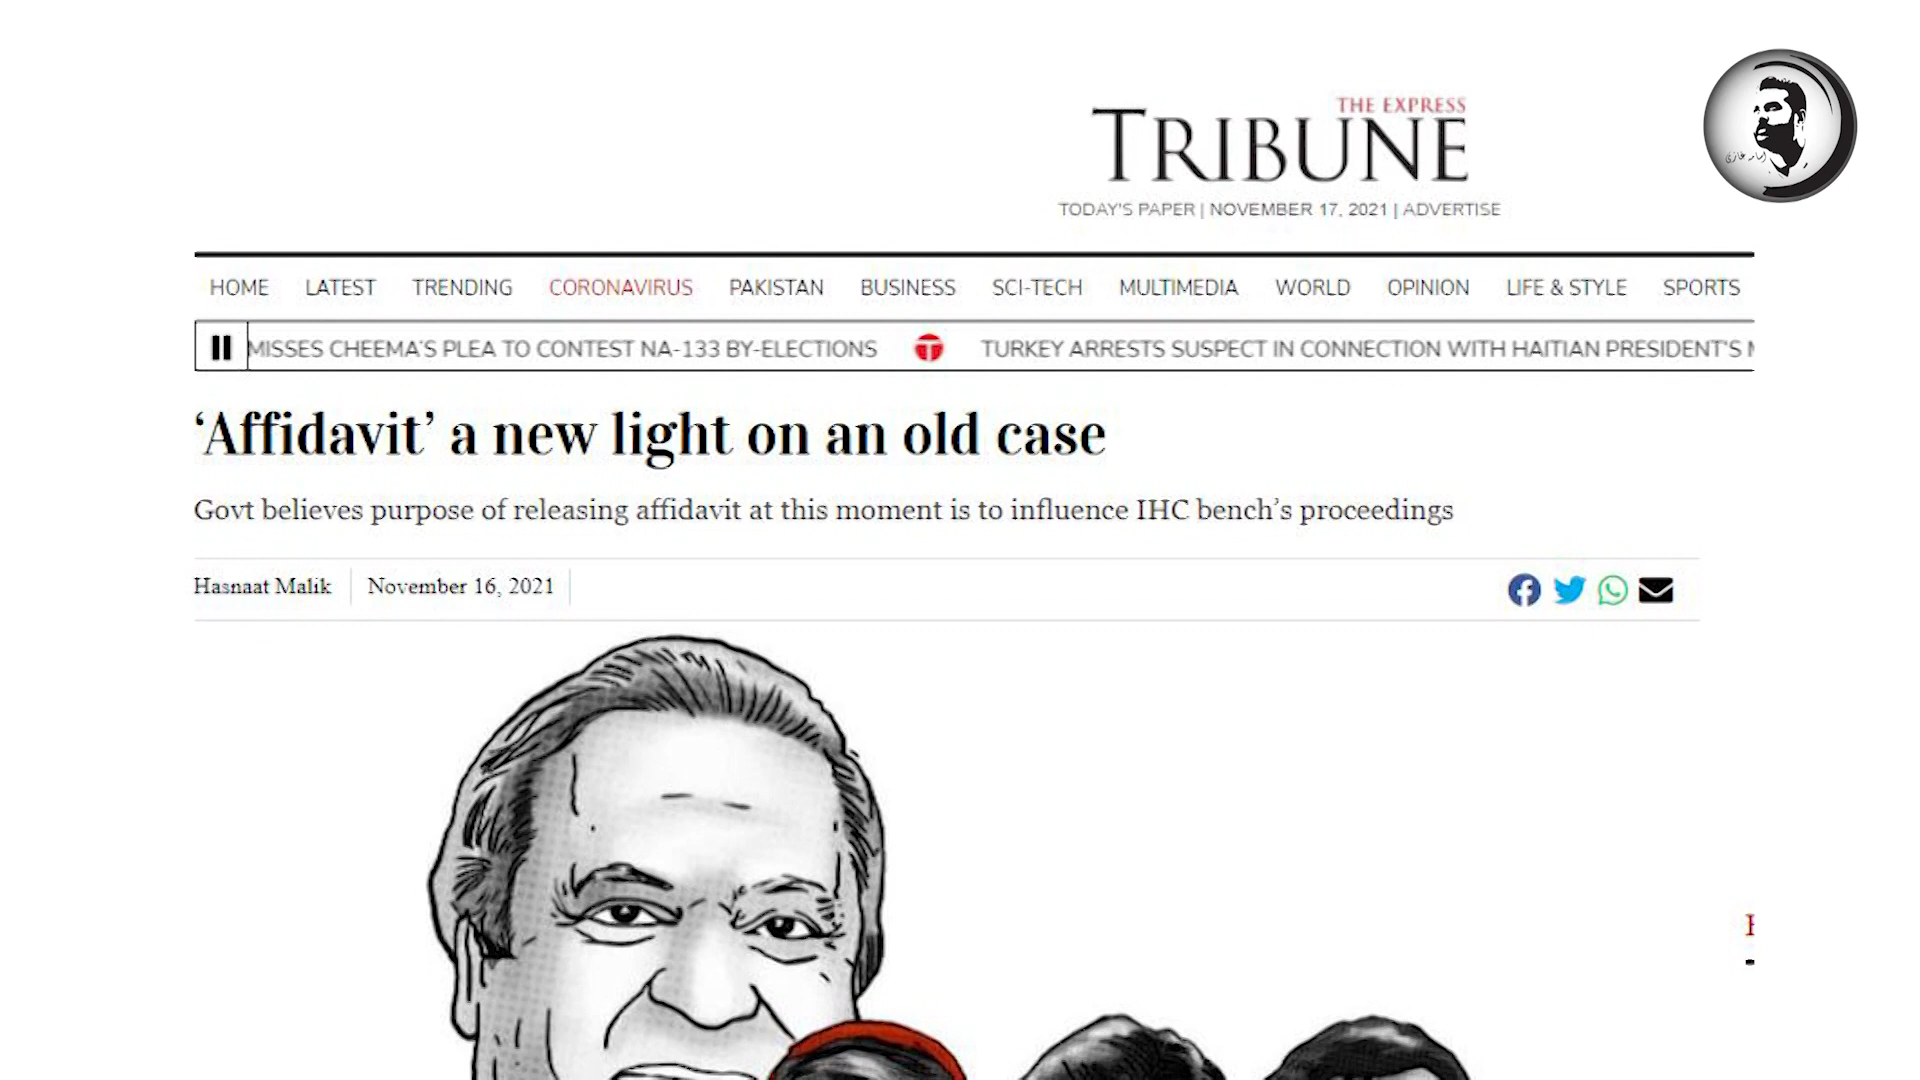 THE EXPRESS
TRIBUNE
TODAY'S PAPER | NOVEMBER 17, 2021 | ADVERTISE
اسامہ غازی
HOME LATEST TRENDING CORONAVIRUS PAKISTAN BUSINESS SCI-TECH MULTIMEDIA WORLD OPINION LIFE & STYLE SPORTS
MISSES CHEEMA'S PLEA TO CONTEST NA-133 BY-ELECTIONS TURKEY ARRESTS SUSPECT IN CONNECTION WITH HAITIAN PRESIDENT'S
‘Affidavit’ a new light on an old case
Govt believes purpose of releasing affidavit at this moment is to influence IHC bench’s proceedings
Hasnaat Malik November 16, 2021